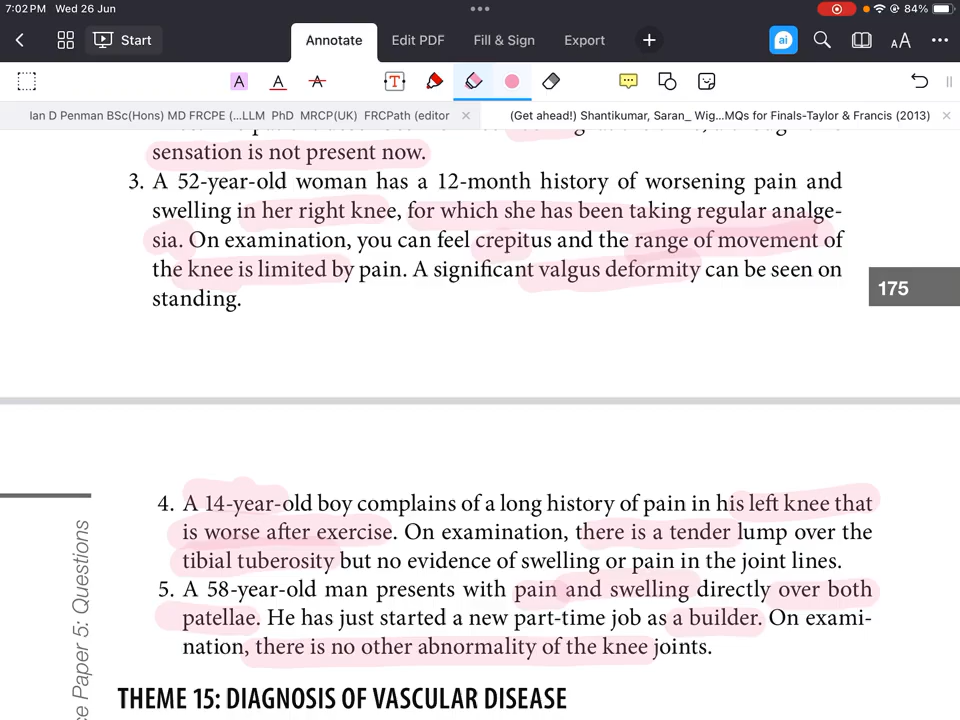 7:02 PM Wed 26 Jun
84%
Start
Annotate
Edit PDF
Fill & Sign
Export
ai
AA
A A A T
Ian D Penman BSc(Hons) MD FRCPE (...LLM PhD MRCP(UK) FRCPath (editor
(Get ahead!) Shantikumar, Saran_ Wig...MQs for Finals-Taylor & Francis (2013)
sensation is not present now.
3. A 52-year-old woman has a 12-month history of worsening pain and
swelling in her right knee, for which she has been taking regular analge-
sia. On examination, you can feel crepitus and the range of movement of
the knee is limited by pain. A significant valgus deformity can be seen on
standing.
175
4. A 14-year-old boy complains of a long history of pain in his left knee that
is worse after exercise. On examination, there is a tender lump over the
tibial tuberosity but no evidence of swelling or pain in the joint lines.
5. A 58-year-old man presents with pain and swelling directly over both
patellae. He has just started a new part-time job as a builder. On exami-
nation, there is no other abnormality of the knee joints.
Paper 5: Questions
THEME 15: DIAGNOSIS OF VASCULAR DISEASE